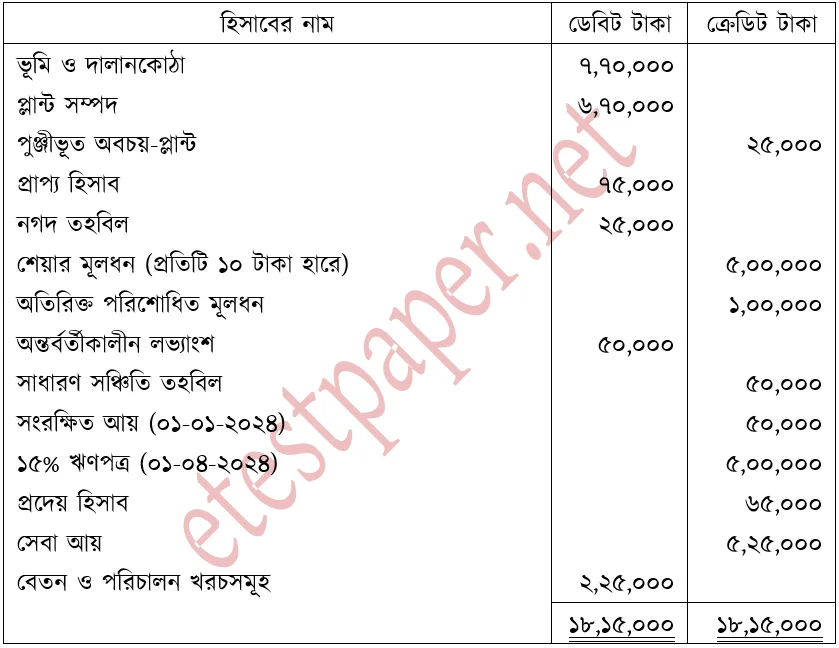 হিসাবের নাম ডেবিট টাকা ক্রেডিট টাকা
ভূমি ও দালানকোঠা ৭,৭০,০০০
প্লান্ট সম্পদ ৬,৭০,০০০
পুঞ্জীভূত অবচয়-প্লান্ট ২৫,০০০
প্রাপ্য হিসাব ৭৫,০০০
নগদ তহবিল ২৫,০০০
শেয়ার মূলধন (প্রতিটি ১০ টাকা হারে) ৫,০০,০০০
অতিরিক্ত পরিশোধিত মূলধন ১,০০,০০০
অন্তর্বর্তীকালীন লভ্যাংশ ৫০,০০০
সাধারণ সঞ্চিতি তহবিল ৫০,০০০
সংরক্ষিত আয় (০১-০১-২০২৪) ৫০,০০০
১৫% ঋণপত্র (০১-০৪-২০২৪) ৫,০০,০০০
প্রদেয় হিসাব ৬৫,০০০
সেবা আয় ৫,২৫,০০০
বেতন ও পরিচালন খরচসমূহ ২,২৫,০০০
১৮,১৫,০০০ ১৮,১৫,০০০
etestpaper.net